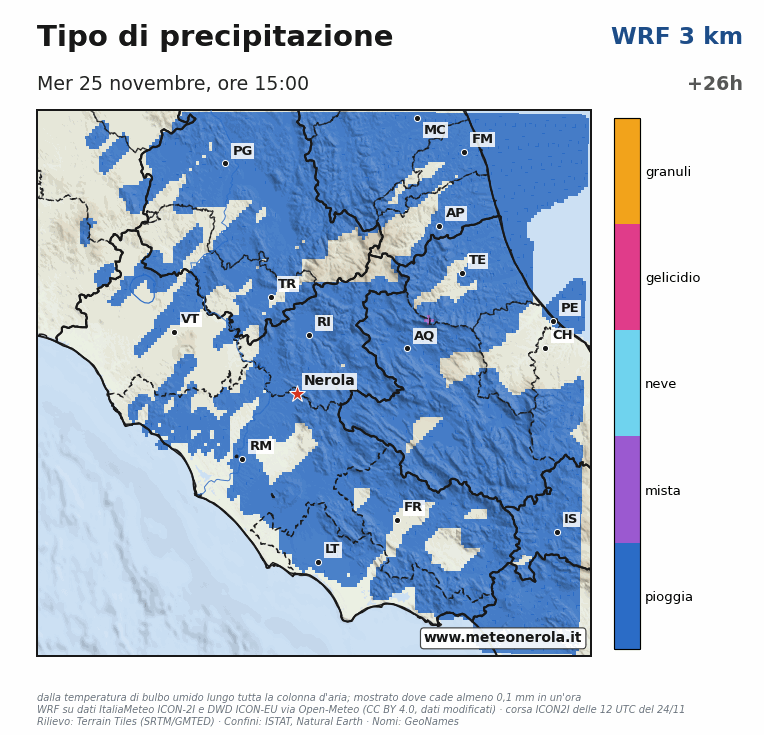 Tipo di precipitazione
WRF 3 km
Mer 25 novembre, ore 15:00
+26h
MC
FM
PG
AP
TE
TR
PE
VT
RI
AQ
CH
Nerola
RM
FR
IS
LT
www.meteonerola.it
granuli
gelicidio
neve
mista
pioggia
dalla temperatura di bulbo umido lungo tutta la colonna d'aria; mostrato dove cade almeno 0,1 mm in un'ora
WRF su dati ItaliaMeteo ICON-2I e DWD ICON-EU via Open-Meteo (CC BY 4.0, dati modificati) · corsa ICON2I delle 12 UTC del 24/11
Rilievo: Terrain Tiles (SRTM/GMTED) · Confini: ISTAT, Natural Earth · Nomi: GeoNames